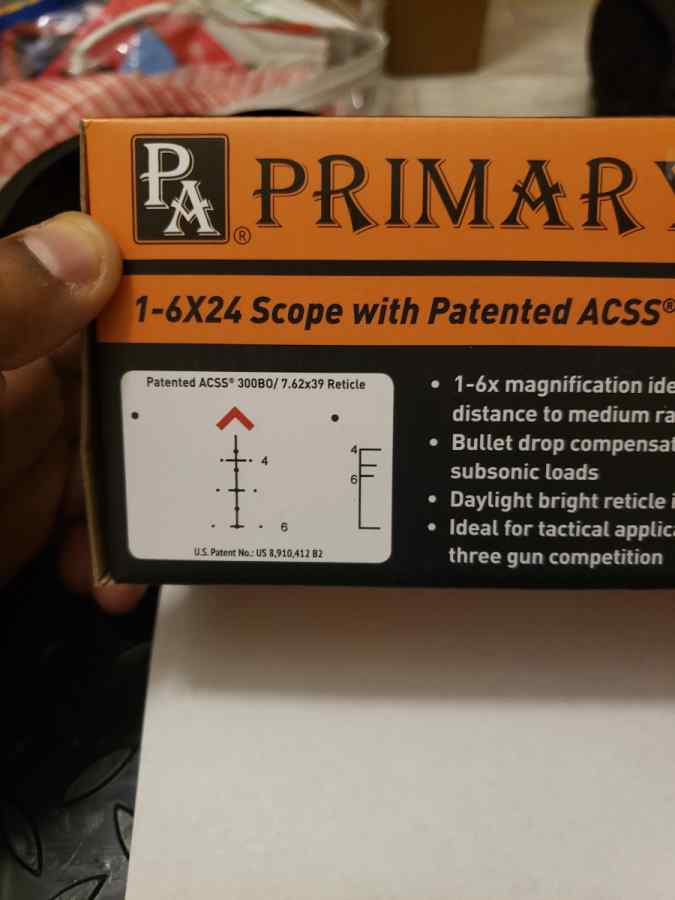 PA
®
PRIMARY
1-6X24 Scope with Patented ACSS®
Patented ACSS® 300BO/ 7.62x39 Reticle
4
6
4
6
U.S. Patent No.: US 8,910,412 B2
• 1-6x magnification ide
distance to medium ra
• Bullet drop compensat
subsonic loads
• Daylight bright reticle i
• Ideal for tactical applica
three gun competition